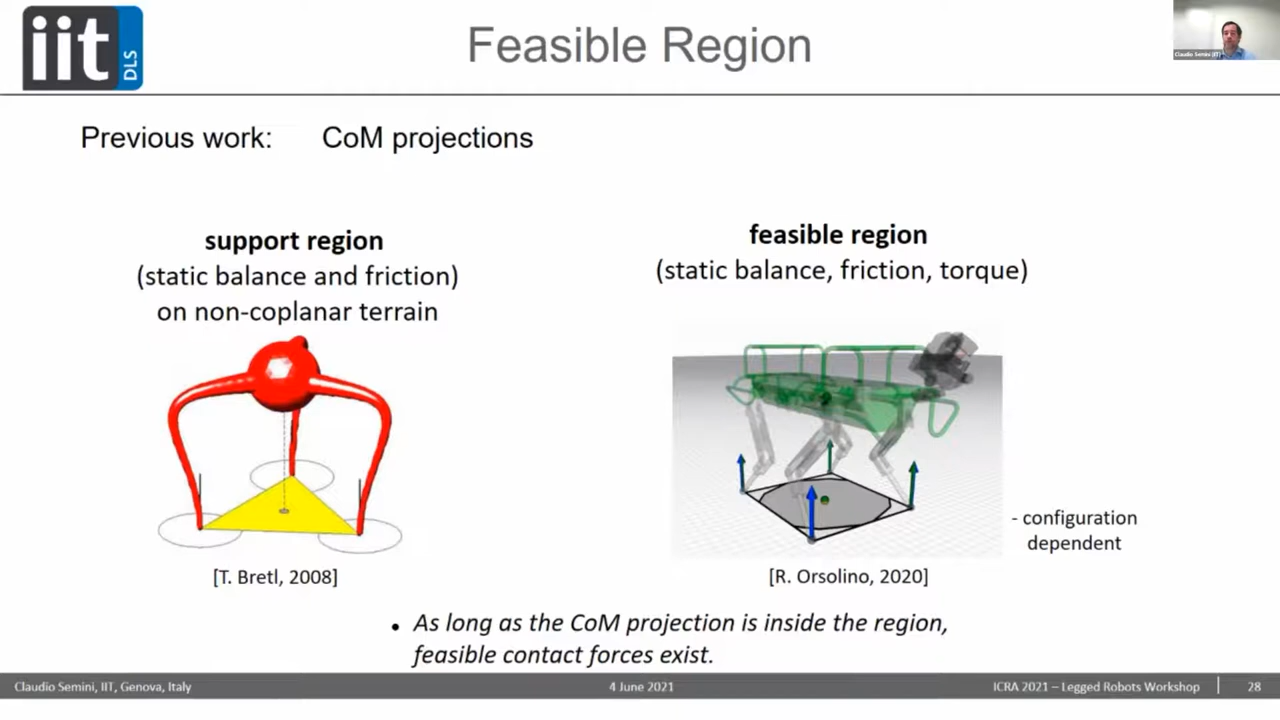 iit
DLS
Feasible Region
Claudio Semini (IIT)
Previous work: CoM projections
support region
(static balance and friction)
on non-coplanar terrain
feasible region
(static balance, friction, torque)
- configuration
dependent
[T. Bretl, 2008]
[R. Orsolino, 2020]
• As long as the CoM projection is inside the region,
feasible contact forces exist.
Claudio Semini, IIT, Genova, Italy
4 June 2021
ICRA 2021 – Legged Robots Workshop
28